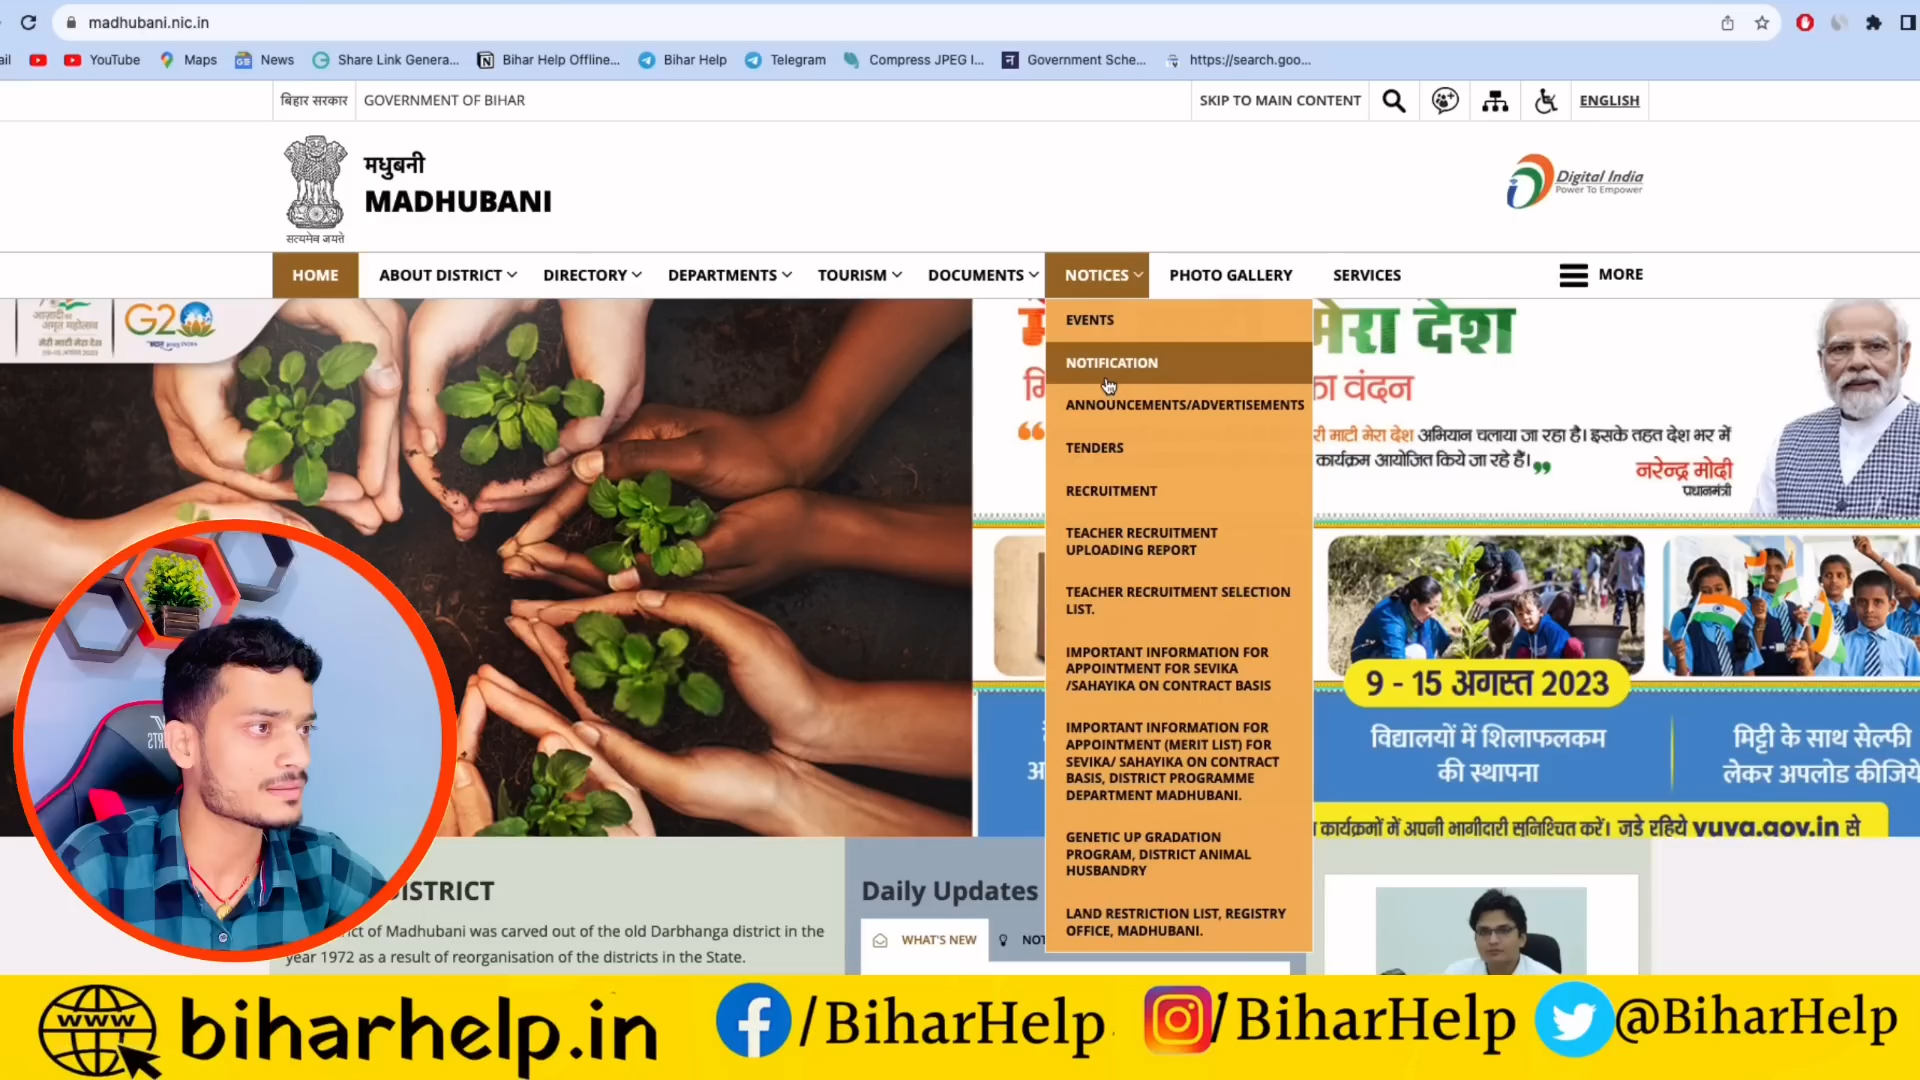 madhubani.nic.in
ail
YouTube
Maps
News
Share Link Genera...
Bihar Help Offline...
Bihar Help
Telegram
Compress JPEG I...
Government Sche...
https://search.goo...
बिहार सरकार
GOVERNMENT OF BIHAR
SKIP TO MAIN CONTENT
ENGLISH
मधुबनी
MADHUBANI
सत्यमेव जयते
Digital India
Power To Empower
HOME
ABOUT DISTRICT
DIRECTORY
DEPARTMENTS
TOURISM
DOCUMENTS
NOTICES
PHOTO GALLERY
SERVICES
MORE
G20
EVENTS
NOTIFICATION
ANNOUNCEMENTS/ADVERTISEMENTS
TENDERS
RECRUITMENT
TEACHER RECRUITMENT
UPLOADING REPORT
TEACHER RECRUITMENT SELECTION
LIST.
IMPORTANT INFORMATION FOR
APPOINTMENT FOR SEVIKA
/SAHAYIKA ON CONTRACT BASIS
IMPORTANT INFORMATION FOR
APPOINTMENT (MERIT LIST) FOR
SEVIKA/ SAHAYIKA ON CONTRACT
BASIS, DISTRICT PROGRAMME
DEPARTMENT MADHUBANI.
GENETIC UP GRADATION
PROGRAM, DISTRICT ANIMAL
HUSBANDRY
LAND RESTRICTION LIST, REGISTRY
OFFICE, MADHUBANI.
मेरा देश
का वंदन
री माटी मेरा देश अभियान चलाया जा रहा है। इसके तहत देश भर में
कार्यक्रम आयोजित किये जा रहे हैं।
नरेन्द्र मोदी
प्रधानमंत्री
9 - 15 अगस्त 2023
विद्यालयों में शिलाफलकम
की स्थापना
मिट्टी के साथ सेल्फी
लेकर अपलोड कीजिये
कार्यक्रमों में अपनी भागीदारी सुनिश्चित करें। जुड़े रहिये yuva.gov.in से
ISTRICT
ict of Madhubani was carved out of the old Darbhanga district in the
year 1972 as a result of reorganisation of the districts in the State.
Daily Updates
WHAT'S NEW
NOT
www
biharhelp.in
/BiharHelp
/BiharHelp
@BiharHelp